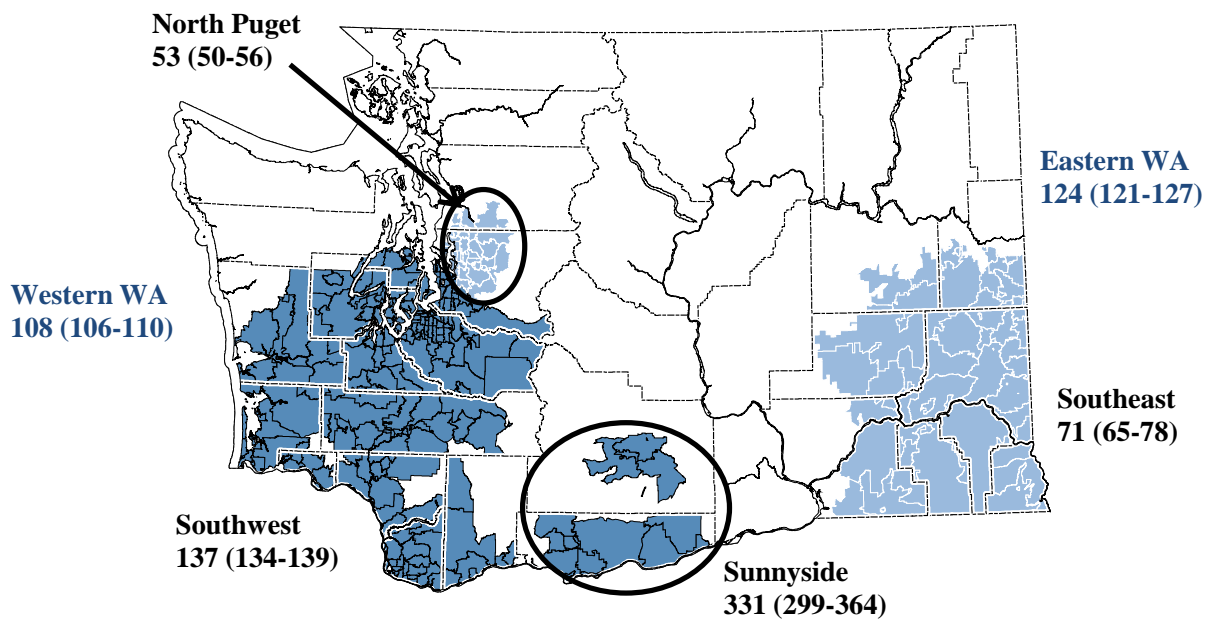 North Puget
53 (50-56)
Eastern WA
124 (121-127)
Western WA
108 (106-110)
Southeast
71 (65-78)
Southwest
137 (134-139)
Sunnyside
331 (299-364)